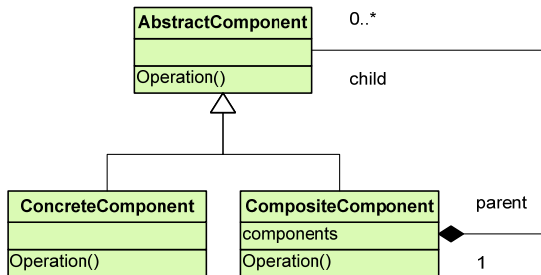 AbstractComponent
0..*
Operation()
child
ConcreteComponent
Operation()
CompositeComponent
components
Operation()
parent
1